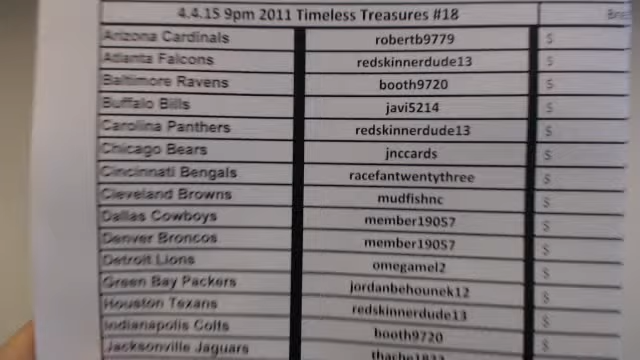 4.4.15 9pm 2011 Timeless Treasures #18
Arizona Cardinals robertb9779 $
Atlanta Falcons redskinnerdude13 $
Baltimore Ravens booth9720 $
Buffalo Bills javi5214 $
Carolina Panthers redskinnerdude13 $
Chicago Bears jnccards $
Cincinnati Bengals racefantwentythree $
Cleveland Browns mudfishnc $
Dallas Cowboys member19057 $
Denver Broncos member19057 $
Detroit Lions omegamel2 $
Green Bay Packers jordanbehounek12 $
Houston Texans redskinnerdude13 $
Indianapolis Colts booth9720 $
Jacksonville Jaguars